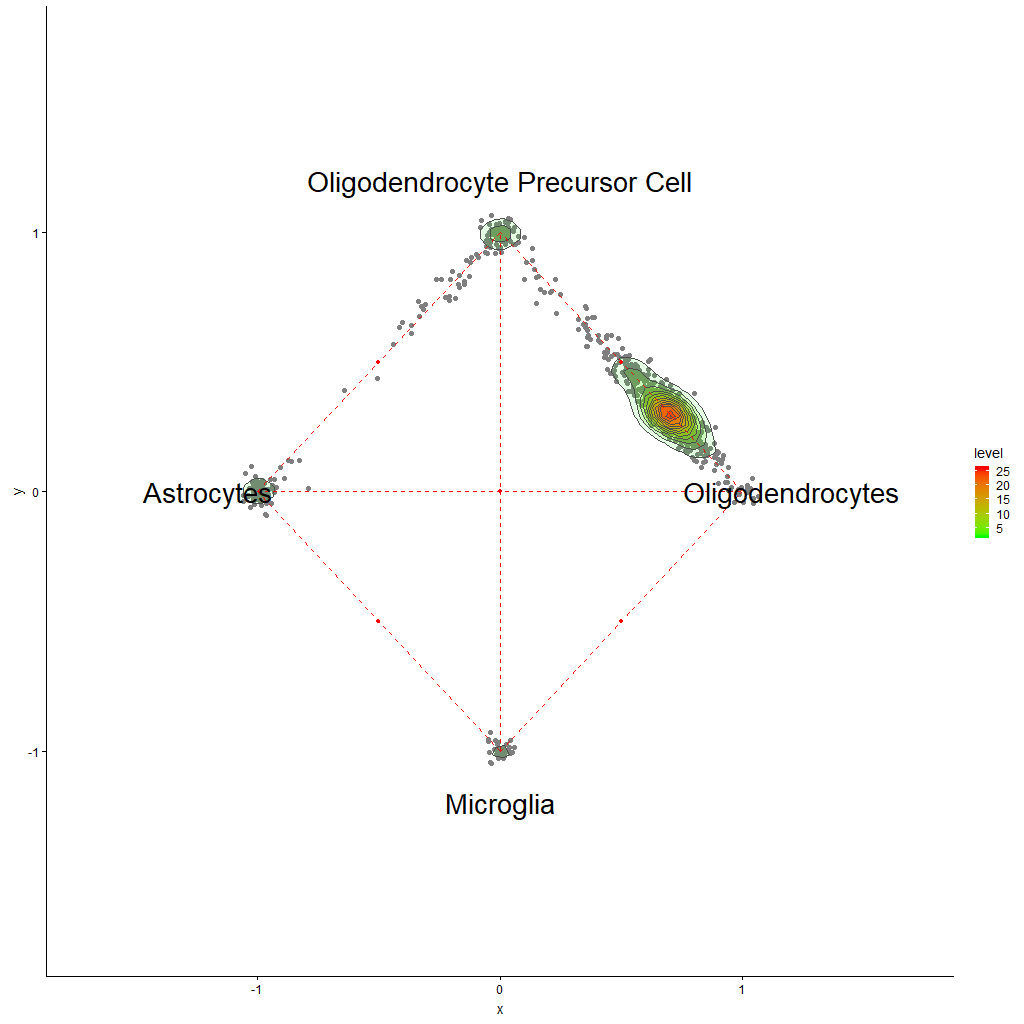 Oligodendrocyte Precursor Cell
1
level
25
20
15
10
5
y
0
Astrocytes
Oligodendrocytes
-1
Microglia
-1
0
1
x